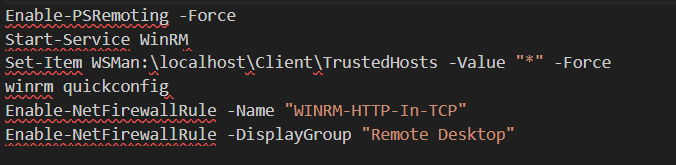 Enable-PSRemoting -Force
Start-Service WinRM
Set-Item WSMan:\localhost\Client\TrustedHosts -Value "*" -Force
winrm quickconfig
Enable-NetFirewallRule -Name "WINRM-HTTP-In-TCP"
Enable-NetFirewallRule -DisplayGroup "Remote Desktop"